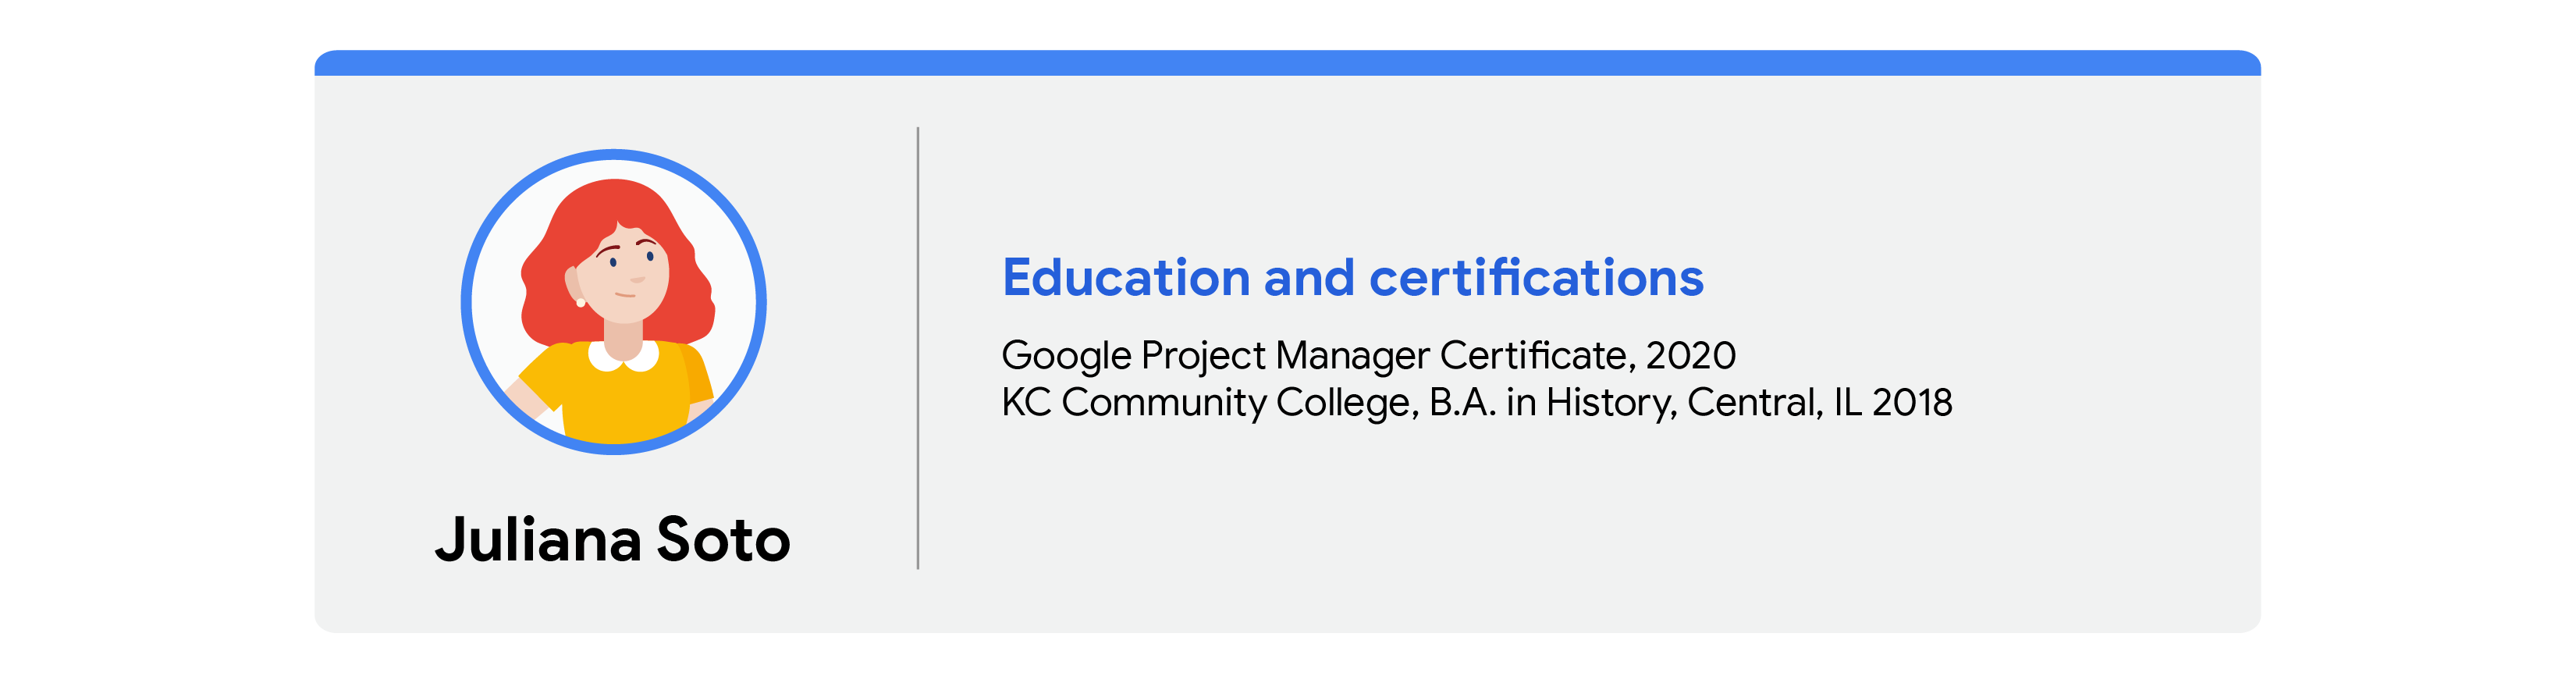 Juliana Soto
Education and certifications
Google Project Manager Certificate, 2020
KC Community College, B.A. in History, Central, IL 2018